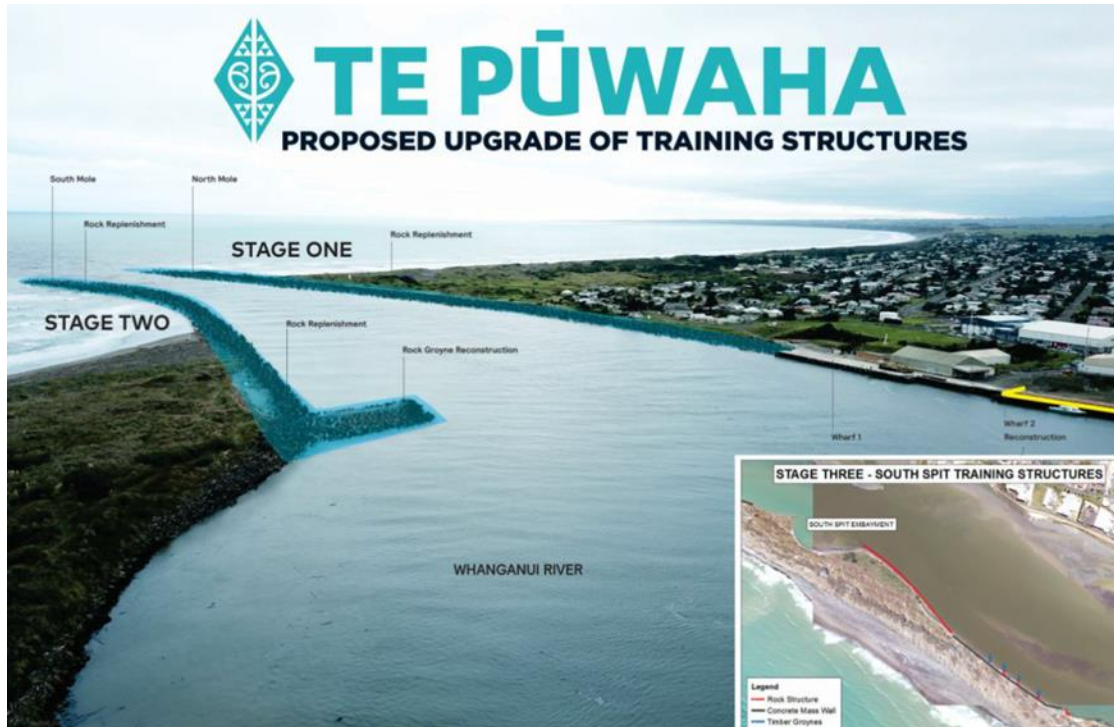 TE PŪWAHA
PROPOSED UPGRADE OF TRAINING STRUCTURES
South Mole
North Mole
Rock Replenishment
STAGE ONE
Rock Replenishment
STAGE TWO
Rock Replenishment
Rock Groyne Reconstruction
Wharf 1
Wharf 2
Reconstruction
WHANGANUI RIVER
STAGE THREE - SOUTH SPIT TRAINING STRUCTURES
SOUTH SPIT EMBAYMENT
Legend
Rock Structure
Concrete Mass Wall
Timber Groynes